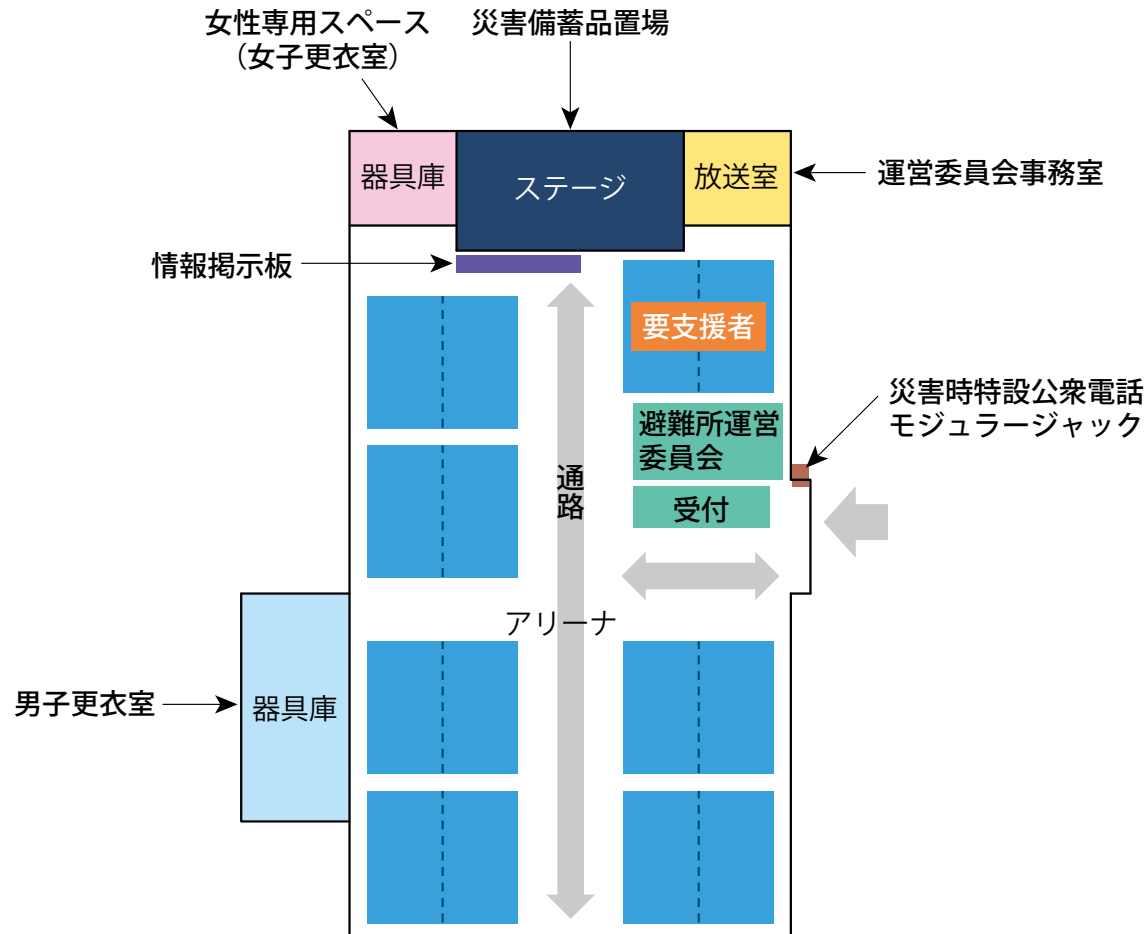 女性専用スペース
（女子更衣室）
災害備蓄品置場
器具庫
ステージ
放送室
運営委員会事務室
情報掲示板
要支援者
災害時特設公衆電話
モジュラージャック
避難所運営
委員会
通路
受付
アリーナ
男子更衣室
器具庫